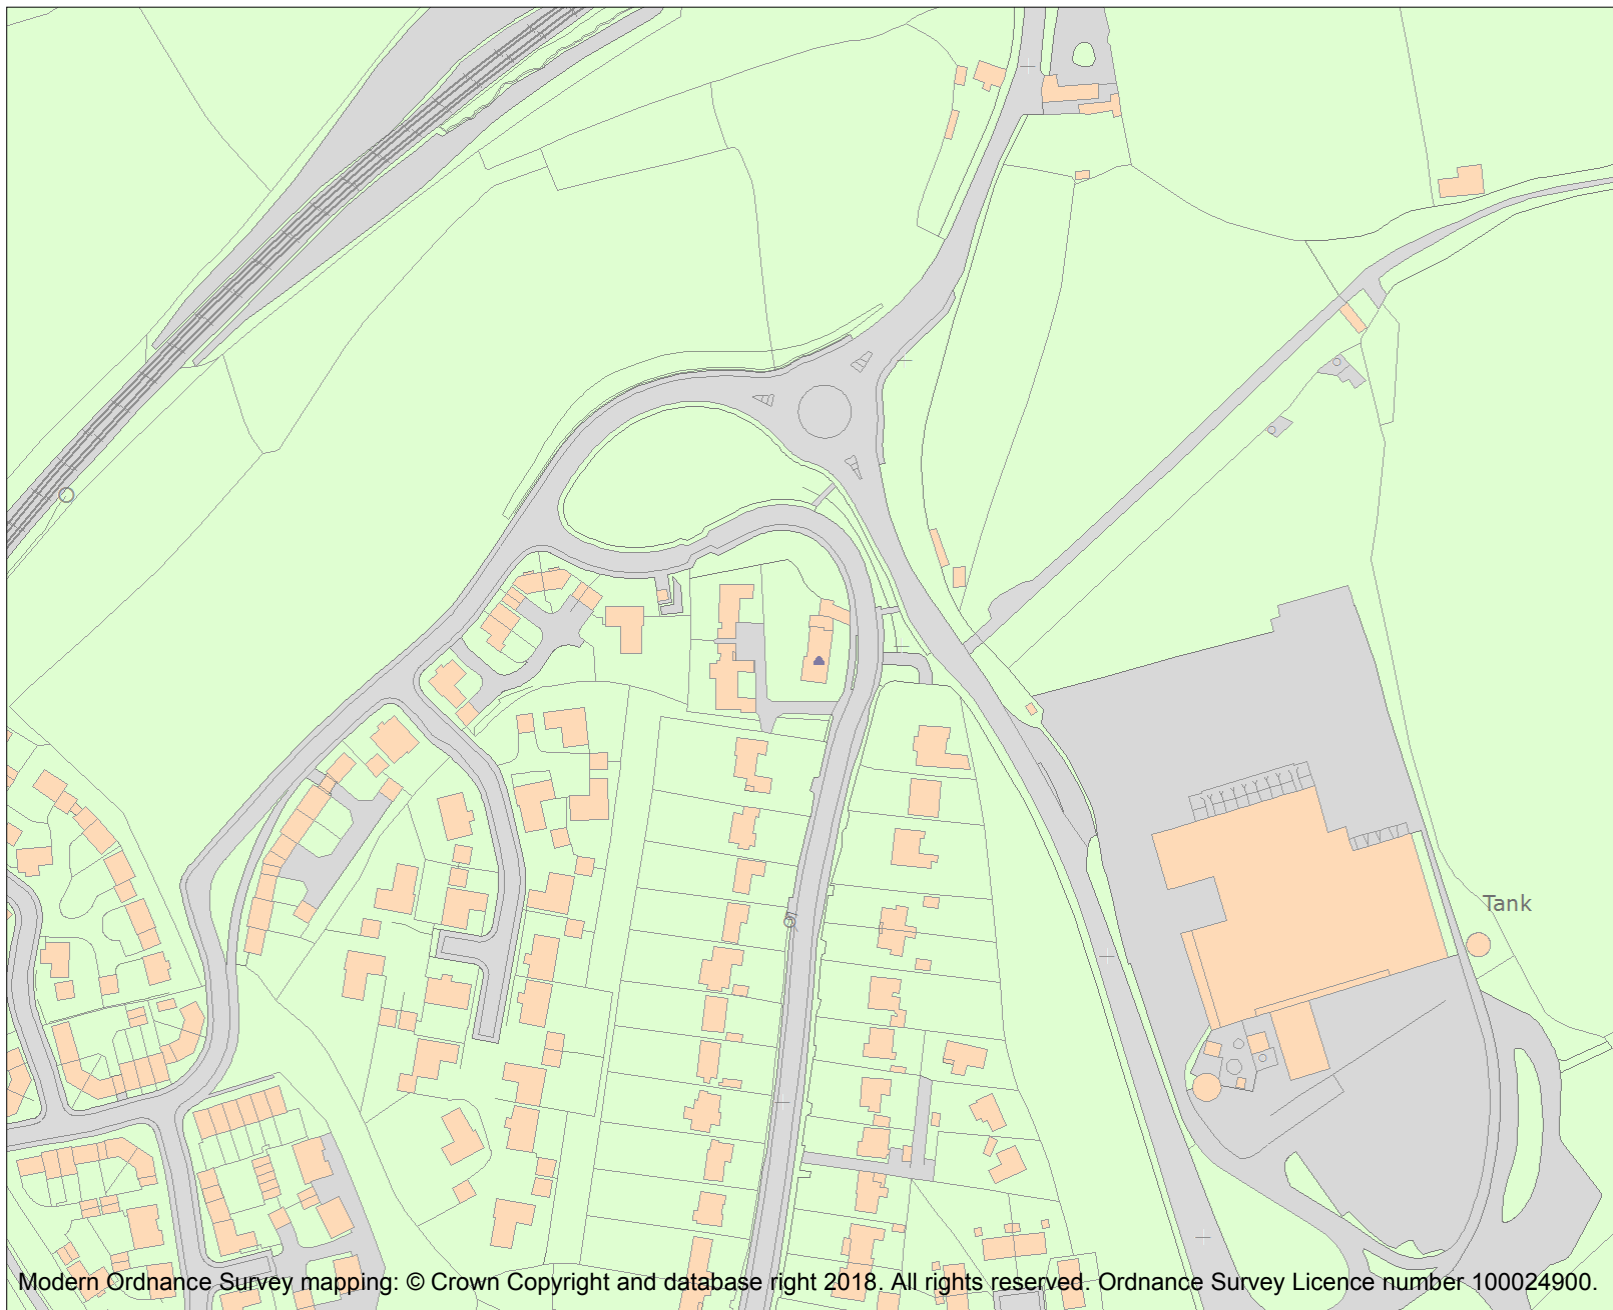 Tank
Modern Ordnance Survey mapping: © Crown Copyright and database right 2018. All rights reserved. Ordnance Survey Licence number 100024900.